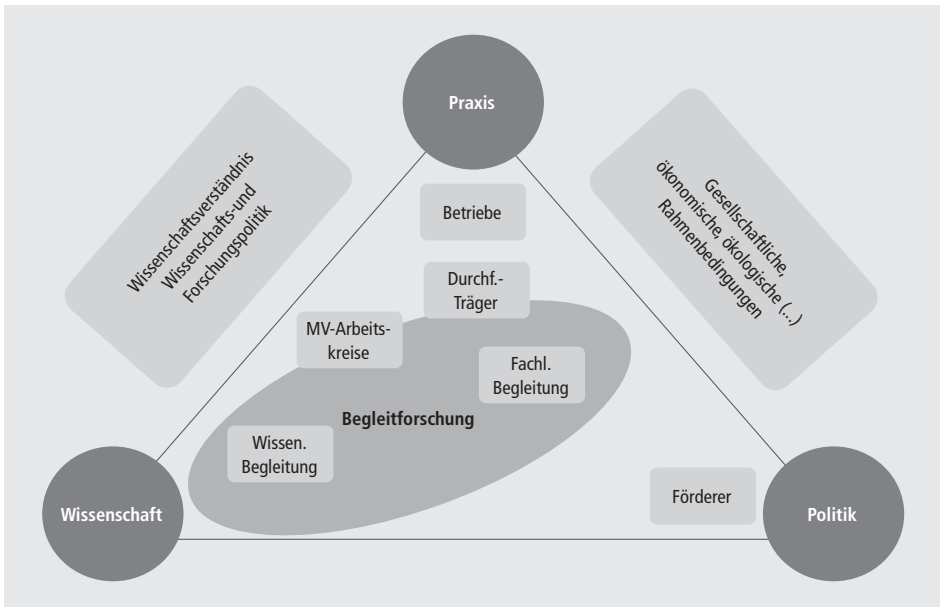 Praxis
Wissenschaftsverständnis
Wissenschafts-und
Forschungspolitik
Gesellschaftliche,
ökonomische, ökologische (...)
Rahmenbedingungen
Betriebe
Durchf.-
Träger
MV-Arbeits-
kreise
Fachl.
Begleitung
Begleitforschung
Wissen.
Begleitung
Förderer
Wissenschaft
Politik